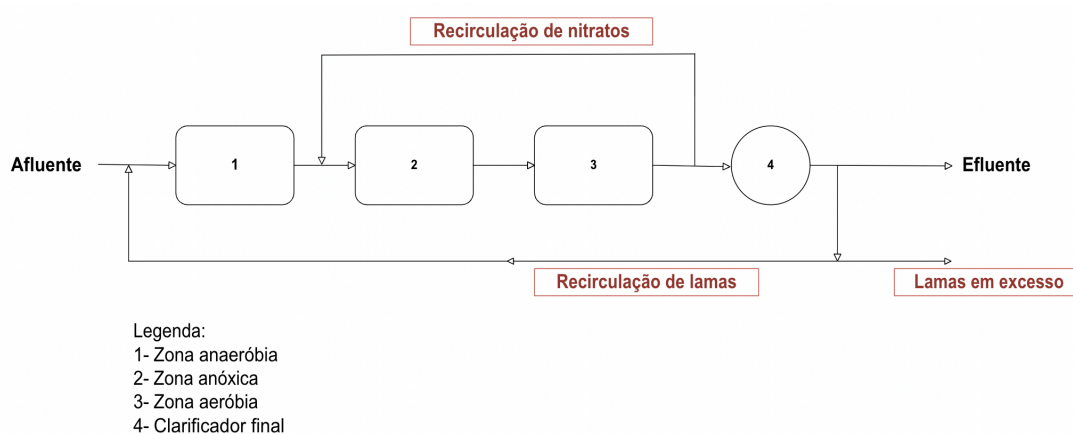 Recirculação de nitratos
Afluente
1
2
3
4
Efluente
Recirculação de lamas
Lamas em excesso
Legenda:
1- Zona anaeróbia
2- Zona anóxica
3- Zona aeróbia
4- Clarificador final